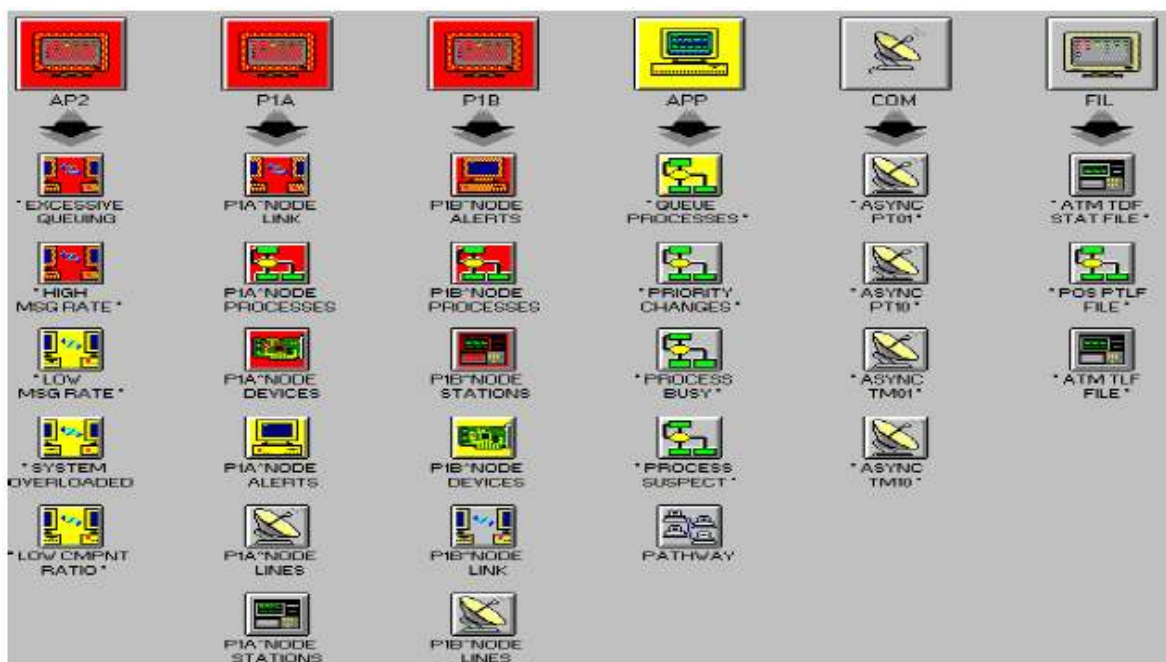 AP2
P1A
P1B
APP
COM
FIL
* EXCESSIVE
QUEUING
P1A^NODE
LINK
P1B^NODE
ALERTS
* QUEUE
PROCESSES *
* ASYNC
PT01 *
* ATM TDF
STAT FILE *
* HIGH
MSG RATE *
P1A^NODE
PROCESSES
P1B^NODE
PROCESSES
* PRIORITY
CHANGES *
* ASYNC
PT10 *
* POS PTLF
FILE *
* LOW
MSG RATE *
P1A^NODE
DEVICES
P1B^NODE
STATIONS
* PROCESS
BUSY *
* ASYNC
TM01 *
* ATM TLF
FILE *
* SYSTEM
OVERLOADED
P1A^NODE
ALERTS
P1B^NODE
DEVICES
* PROCESS
SUSPECT *
* ASYNC
TM10 *
* LOW CMPNT
RATIO *
P1A^NODE
LINES
P1B^NODE
LINK
PATHWAY
P1A^NODE
STATIONS
P1B^NODE
LINES